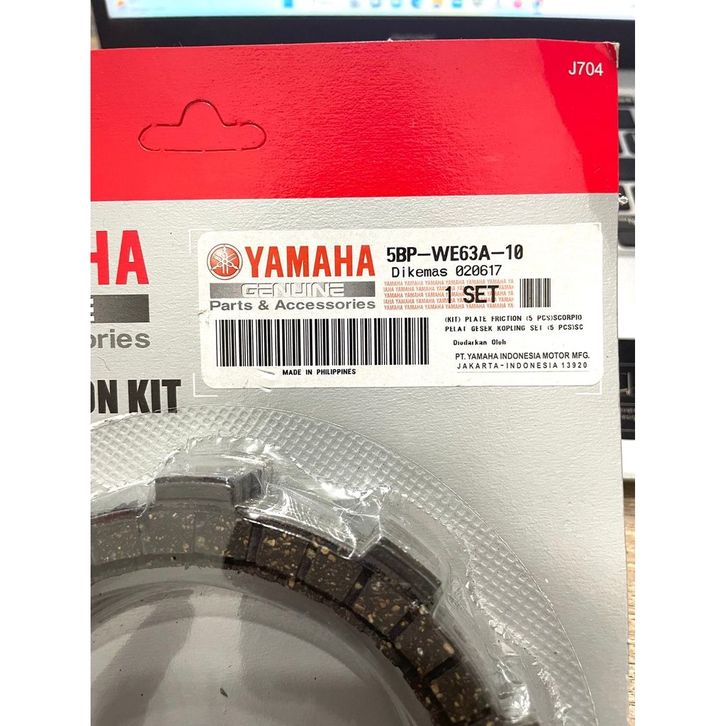 J704
YAMAHA
GENUINE
Parts & Accessories
MADE IN PHILIPPINES
5BP-WE63A-10
Dikemas 020617
1 SET
(KIT) PLATE FRICTION (5 PCS)SCORPIO
PELAT GESEK KOPLING SET (5 PCS)SC
Diedarkan Oleh
PT. YAMAHA INDONESIA MOTOR MFG.
JAKARTA-INDONESIA 13920
HA
ories
ON KIT